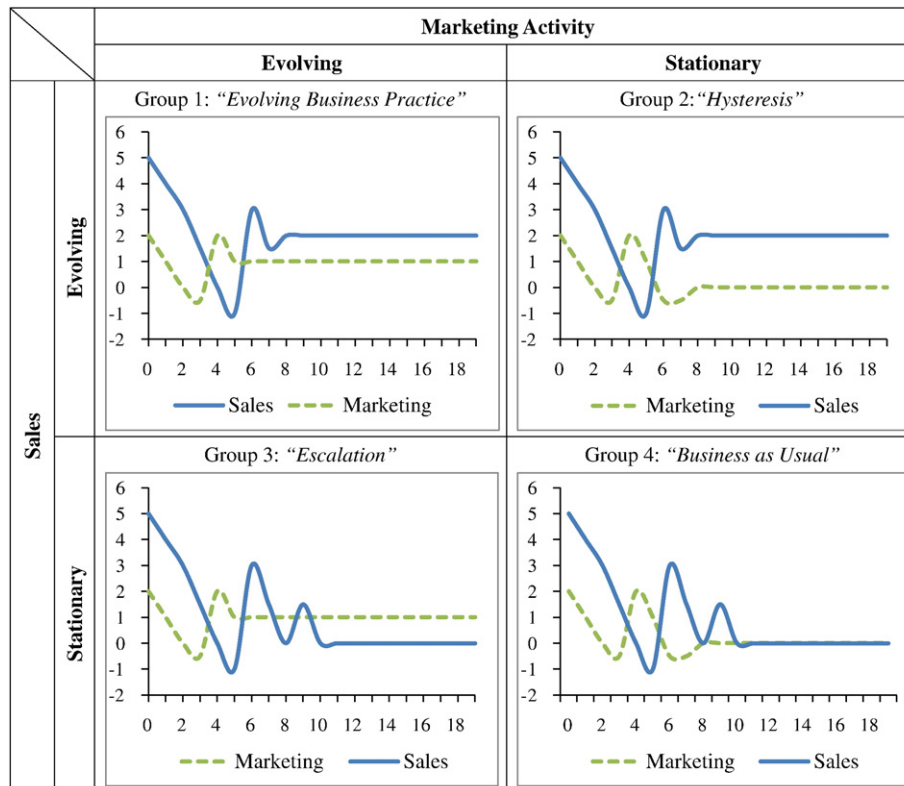 Marketing Activity
Evolving
Stationary
Sales
Evolving
Group 1: “Evolving Business Practice”
6
5
4
3
2
1
0
-1
-2
0 2 4 6 8 10 12 14 16 18
Sales Marketing
Group 2:“Hysteresis”
6
5
4
3
2
1
0
-1
-2
0 2 4 6 8 10 12 14 16 18
Marketing Sales
Stationary
Group 3: “Escalation”
6
5
4
3
2
1
0
-1
-2
0 2 4 6 8 10 12 14 16 18
Marketing Sales
Group 4: “Business as Usual”
6
5
4
3
2
1
0
-1
-2
0 2 4 6 8 10 12 14 16 18
Marketing Sales